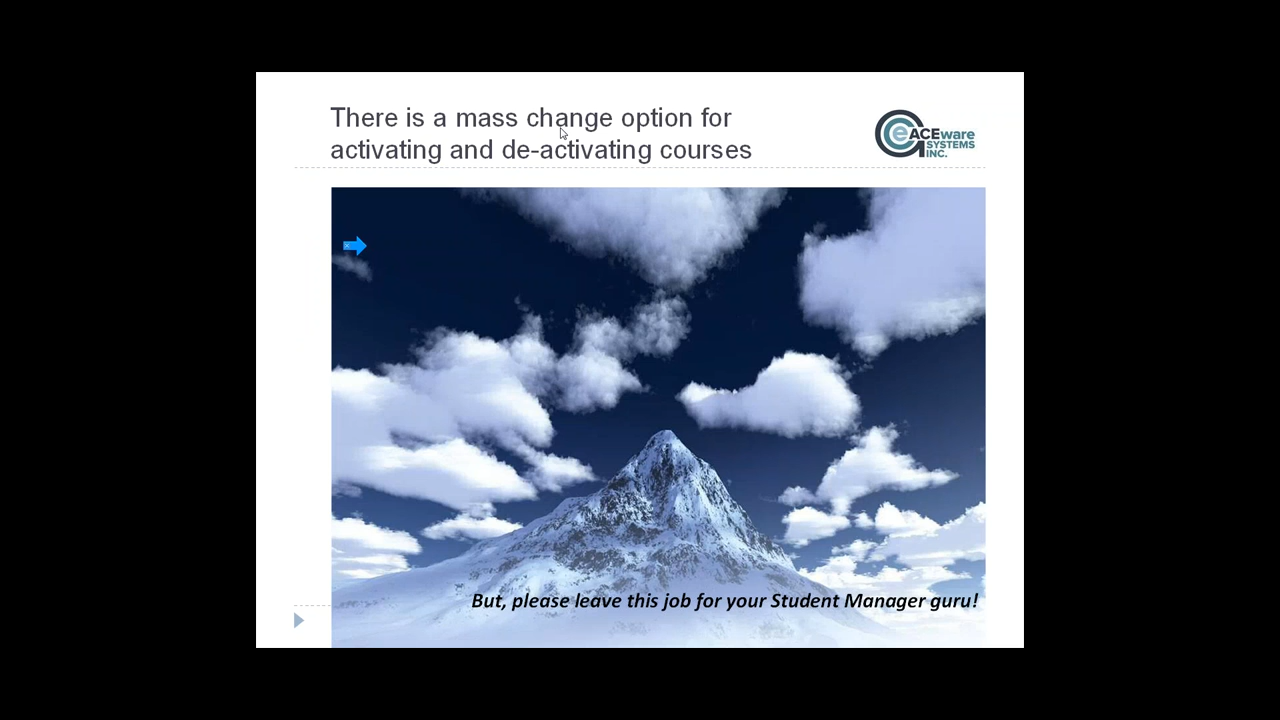 There is a mass change option for
activating and de-activating courses
e ACEware
SYSTEMS
INC.
But, please leave this job for your Student Manager guru!